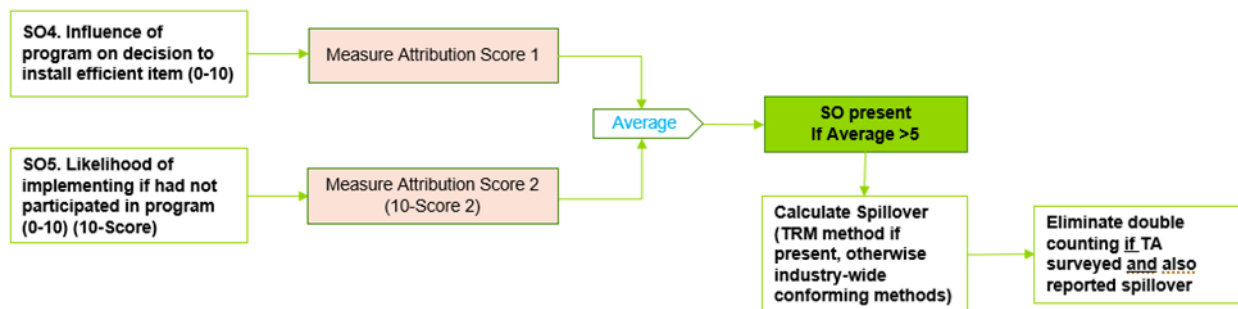 SO4. Influence of
program on decision to
install efficient item (0-10)
Measure Attribution Score 1
SO5. Likelihood of
implementing if had not
participated in program
(0-10) (10-Score)
Measure Attribution Score 2
(10-Score 2)
Average
SO present
If Average >5
Calculate Spillover
(TRM method if
present, otherwise
industry-wide
conforming methods)
Eliminate double
counting if TA
surveyed and also
reported spillover